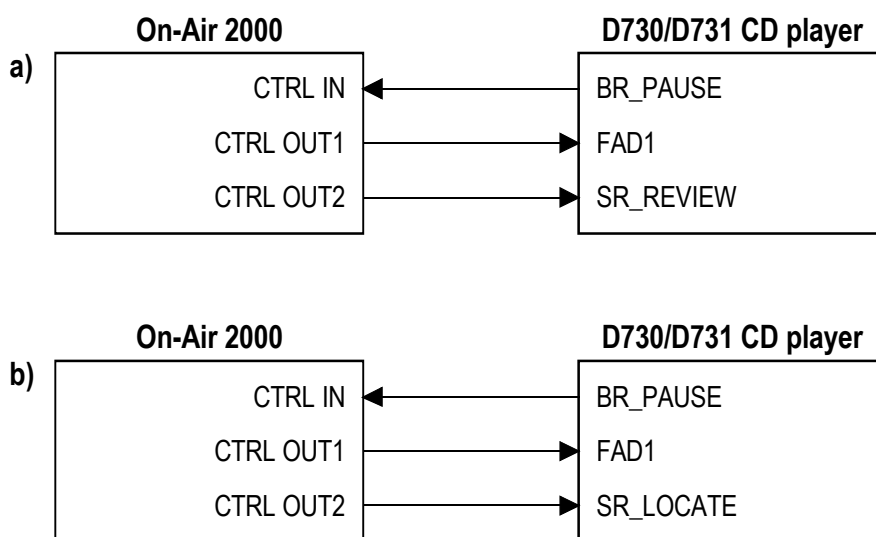 On-Air 2000 D730/D731 CD player
a)
CTRL IN BR_PAUSE
CTRL OUT1 FAD1
CTRL OUT2 SR_REVIEW
On-Air 2000 D730/D731 CD player
b)
CTRL IN BR_PAUSE
CTRL OUT1 FAD1
CTRL OUT2 SR_LOCATE